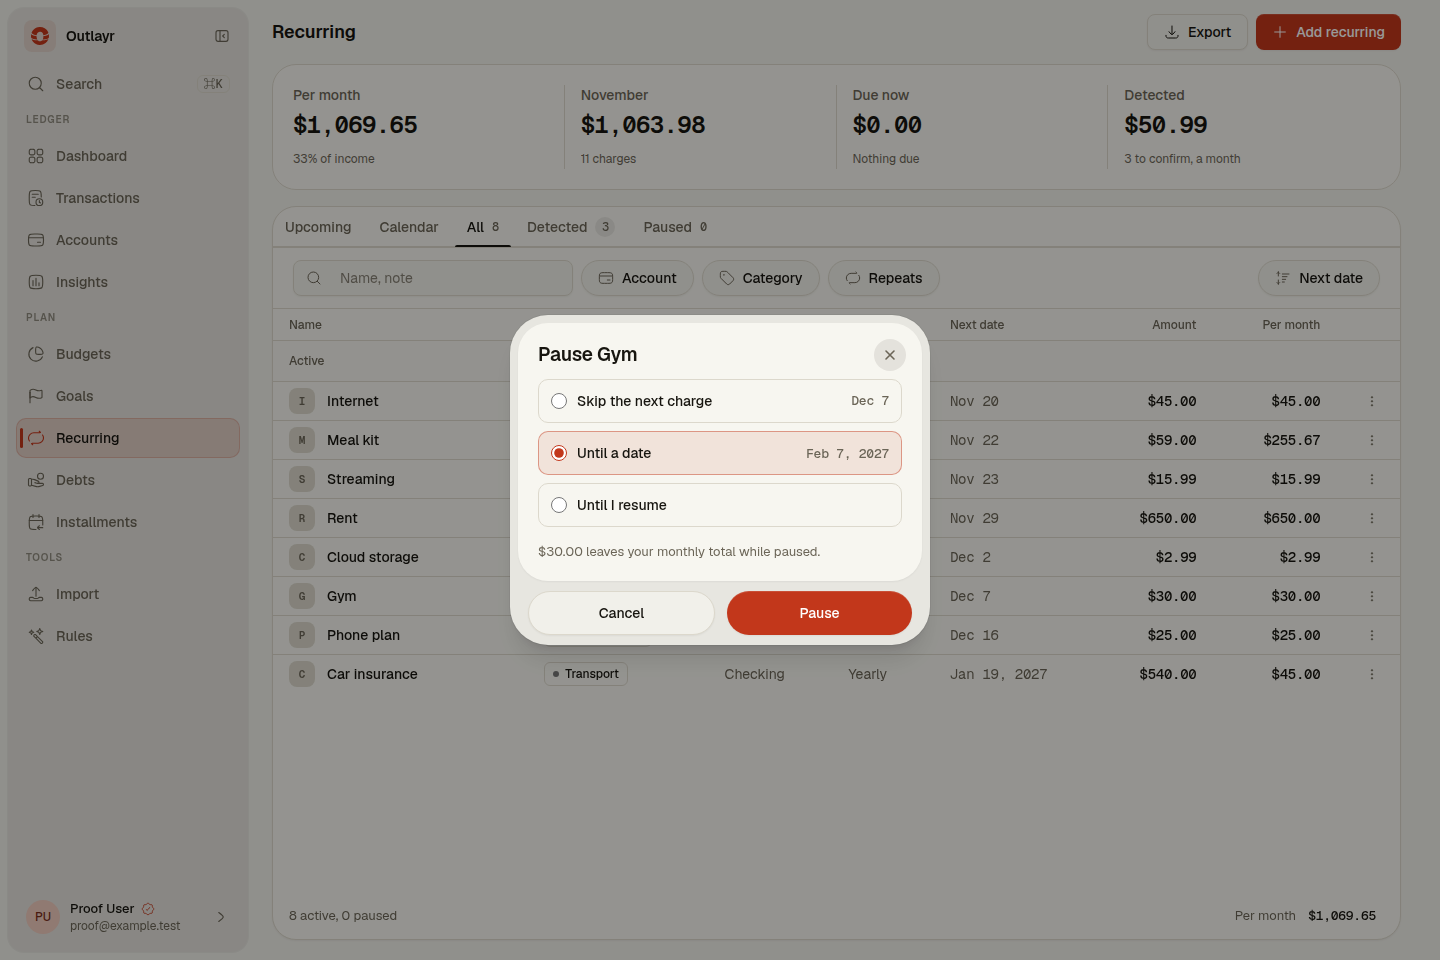 Outlayr
Search ⌘K
LEDGER
Dashboard
Transactions
Accounts
Insights
PLAN
Budgets
Goals
Recurring
Debts
Installments
TOOLS
Import
Rules
PU
Proof User
proof@example.test
Recurring
Export
Add recurring
Per month
$1,069.65
33% of income
November
$1,063.98
11 charges
Due now
$0.00
Nothing due
Detected
$50.99
3 to confirm, a month
Upcoming Calendar All 8 Detected 3 Paused 0
Name, note Account Category Repeats Next date
Name Next date Amount Per month
Active
I Internet Nov 20 $45.00 $45.00
M Meal kit Nov 22 $59.00 $255.67
S Streaming Nov 23 $15.99 $15.99
R Rent Nov 29 $650.00 $650.00
C Cloud storage Dec 2 $2.99 $2.99
G Gym Dec 7 $30.00 $30.00
P Phone plan Dec 16 $25.00 $25.00
C Car insurance Transport Checking Yearly Jan 19, 2027 $540.00 $45.00
8 active, 0 paused Per month $1,069.65
Pause Gym
Skip the next charge Dec 7
Until a date Feb 7, 2027
Until I resume
$30.00 leaves your monthly total while paused.
Cancel Pause